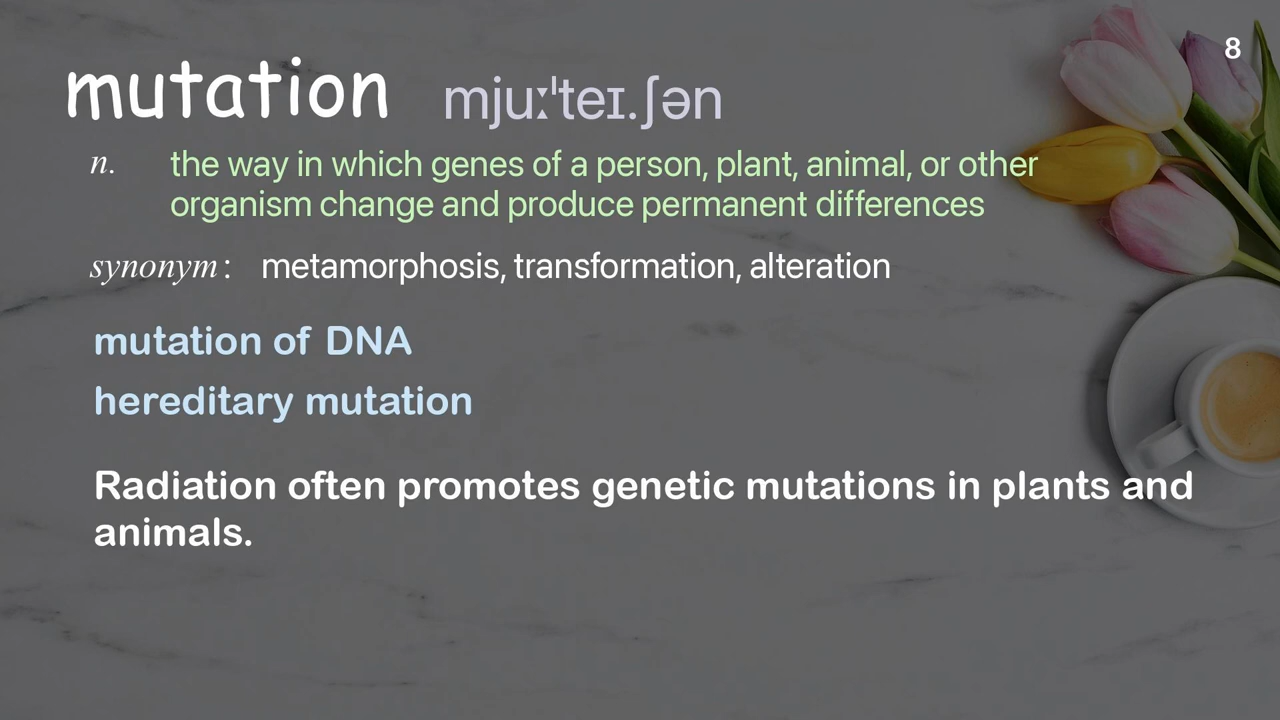 8
mutation mjuːˈteɪ.ʃən
n. the way in which genes of a person, plant, animal, or other
organism change and produce permanent differences
synonym: metamorphosis, transformation, alteration
mutation of DNA
hereditary mutation
Radiation often promotes genetic mutations in plants and
animals.